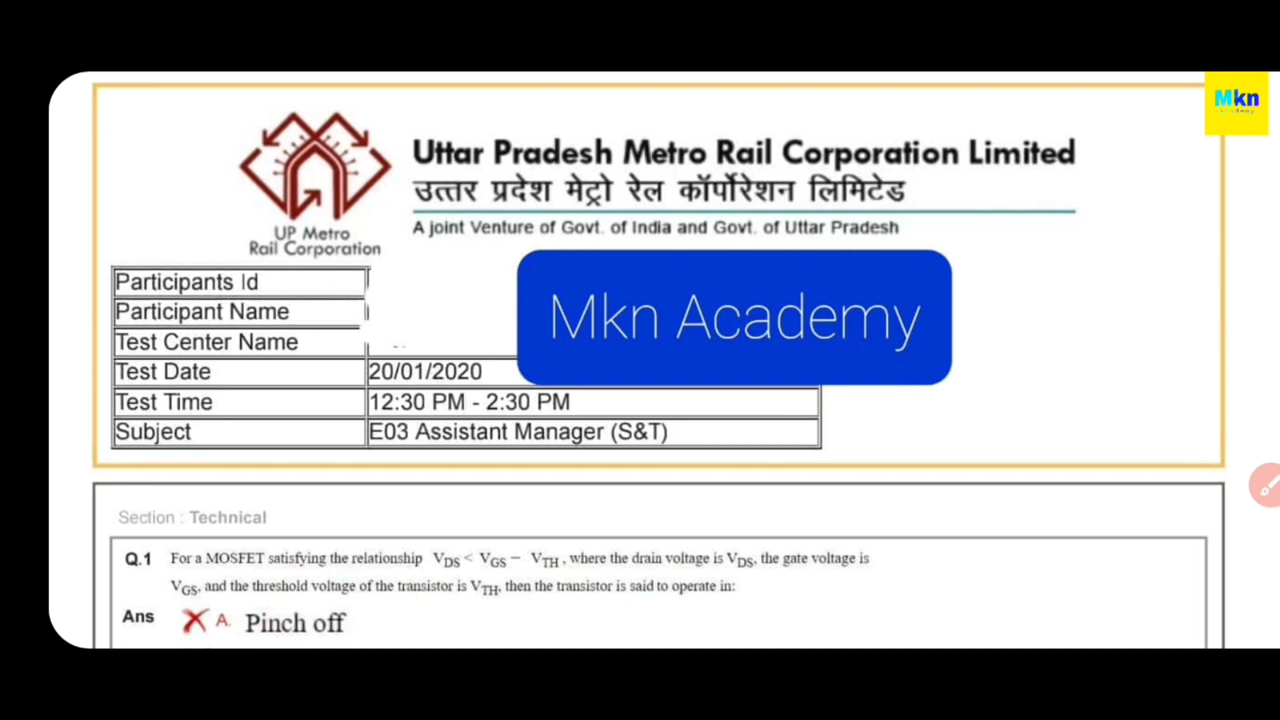 Mkn
Academy
Uttar Pradesh Metro Rail Corporation Limited
उत्तर प्रदेश मेट्रो रेल कॉर्पोरेशन लिमिटेड
A joint Venture of Govt. of India and Govt. of Uttar Pradesh
UP Metro
Rail Corporation
Mkn Academy
Participants Id
Participant Name
Test Center Name
Test Date 20/01/2020
Test Time 12:30 PM - 2:30 PM
Subject E03 Assistant Manager (S&T)
Section : Technical
Q.1 For a MOSFET satisfying the relationship VDS < VGS − VTH, where the drain voltage is VDS, the gate voltage is
VGS, and the threshold voltage of the transistor is VTH, then the transistor is said to operate in:
Ans A. Pinch off